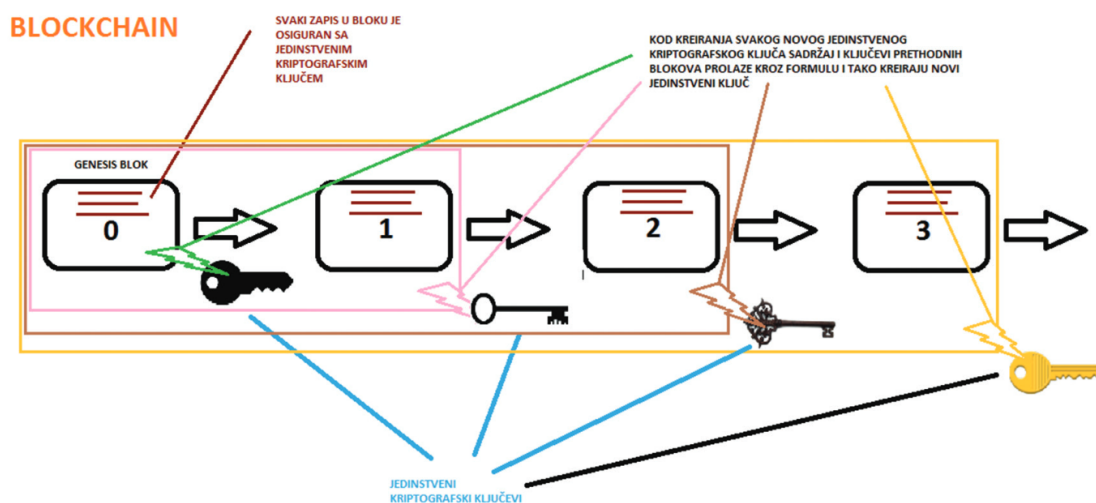 BLOCKCHAIN
SVAKI ZAPIS U BLOKU JE
OSIGURAN SA
JEDINSTVENIM
KRIPTOGRAFSKIM
KLJUČEM
KOD KREIRANJA SVAKOG NOVOG JEDINSTVENOG
KRIPTOGRAFSKOG KLJUČA SADRŽAJ I KLJUČEVI PRETHODNIH
BLOKOVA PROLAZE KROZ FORMULU I TAKO KREIRAJU NOVI
JEDINSTVENI KLJUČ
GENESIS BLOK
0
1
2
3
JEDINSTVENI
KRIPTOGRAFSKI KLJUČEVI